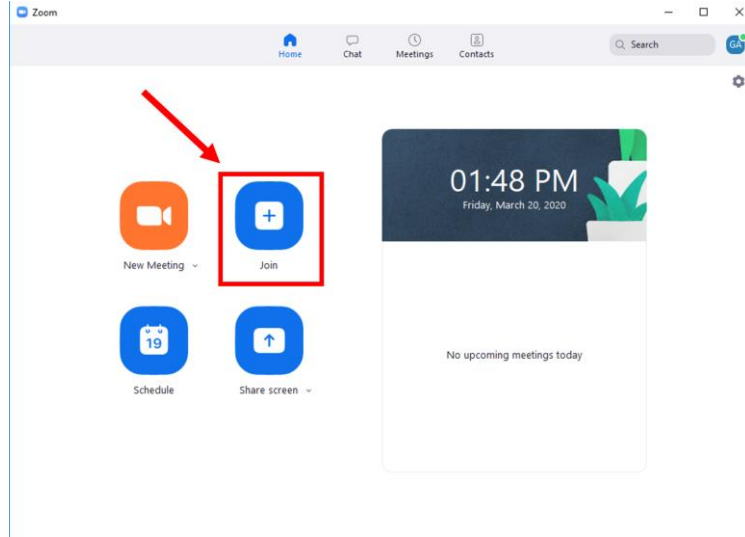 Zoom
Home
Chat
Meetings
Contacts
Search
GA
01:48 PM
Friday, March 20, 2020
New Meeting
Join
19
Schedule
Share screen
No upcoming meetings today